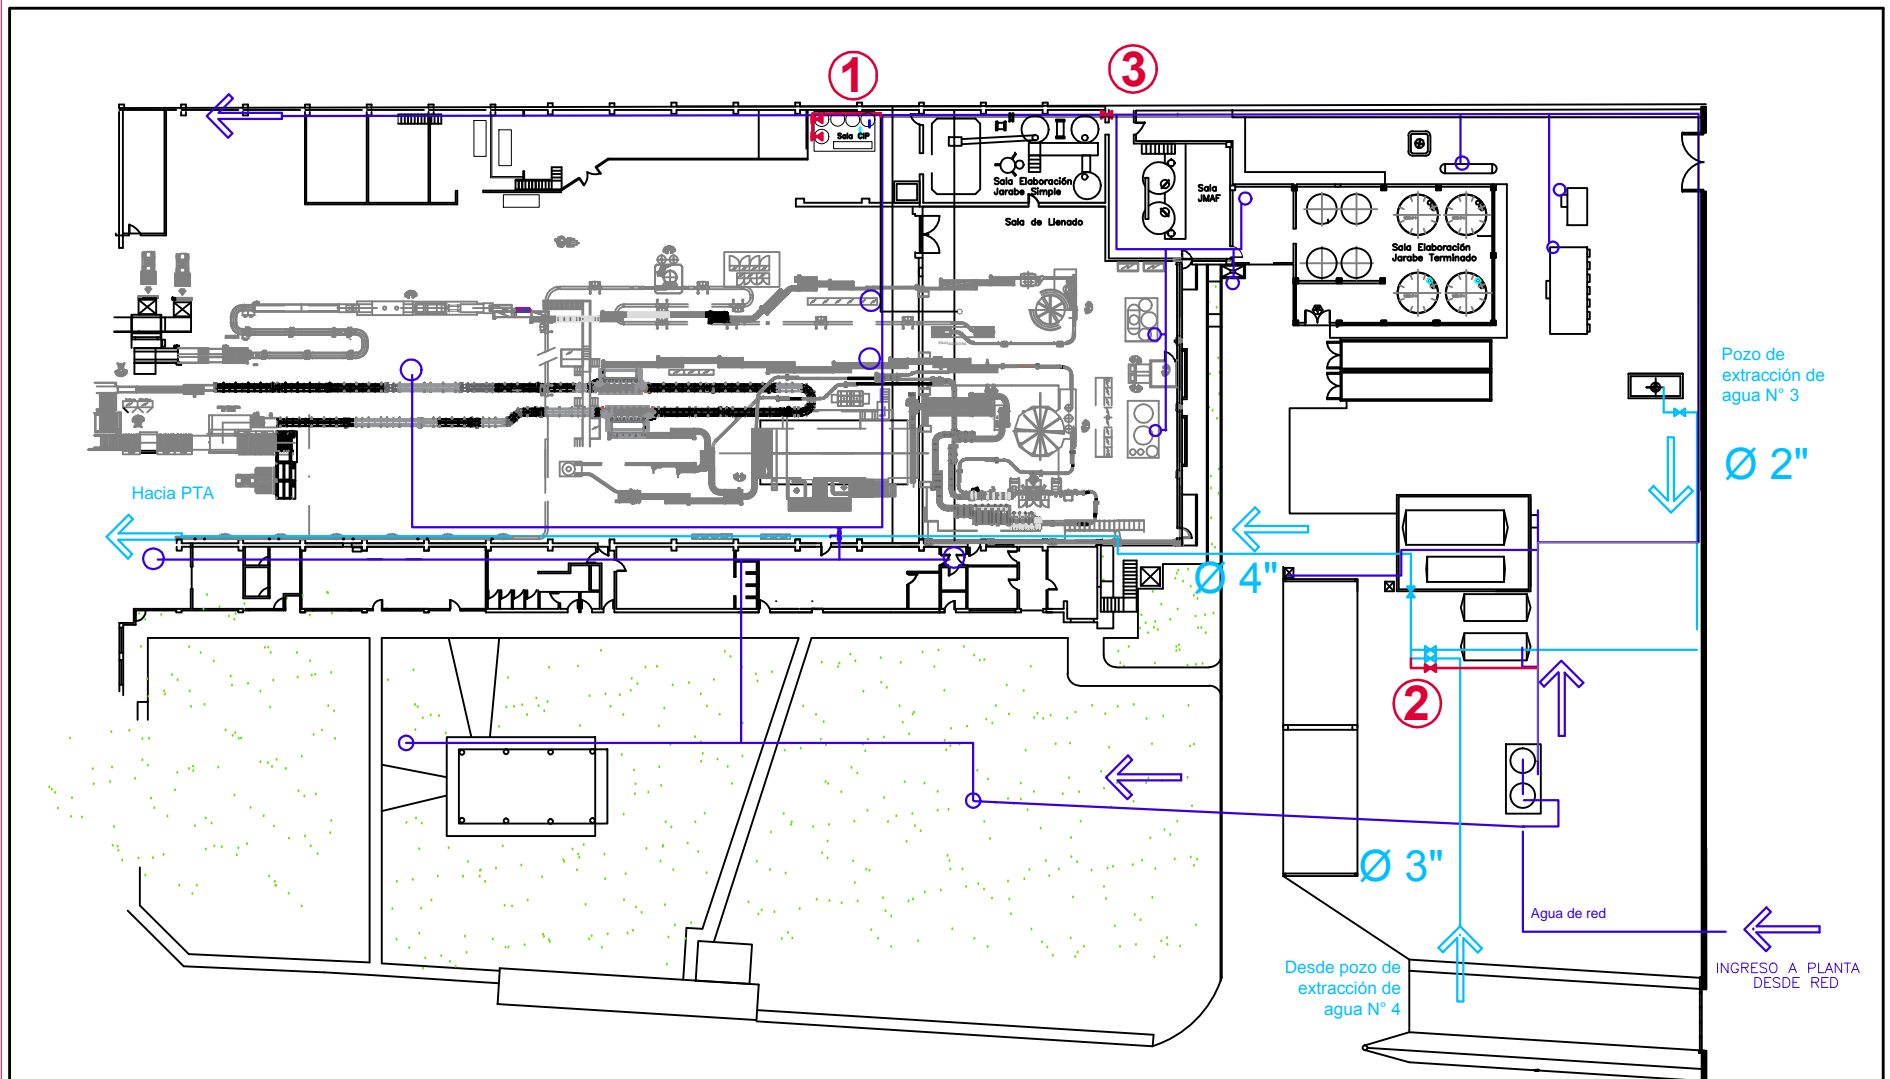 1
3
Sala CIP
Sala Elaboración
Jarabe Simple
Sala
JMAF
Sala de Llenado
Sala Elaboración
Jarabe Terminado
Pozo de
extracción de
agua N° 3
Ø 2"
Hacia PTA
Ø 4"
2
Ø 3"
Agua de red
Desde pozo de
extracción de
agua N° 4
INGRESO A PLANTA
DESDE RED